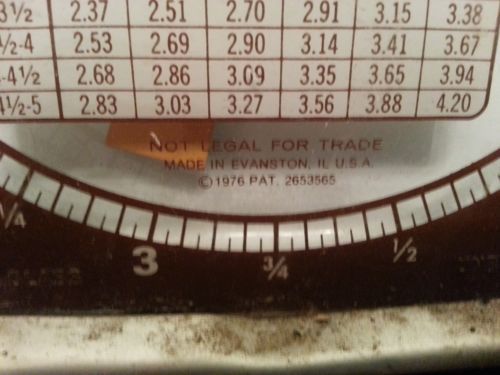 3½ 2.37 2.51 2.70 2.91 3.15 3.38
½-4 2.53 2.69 2.90 3.14 3.41 3.67
-4½ 2.68 2.86 3.09 3.35 3.65 3.94
4½-5 2.83 3.03 3.27 3.56 3.88 4.20
NOT LEGAL FOR TRADE
MADE IN EVANSTON, IL U.S.A.
©1976 PAT. 2653565
¼ 3 ¾ ½